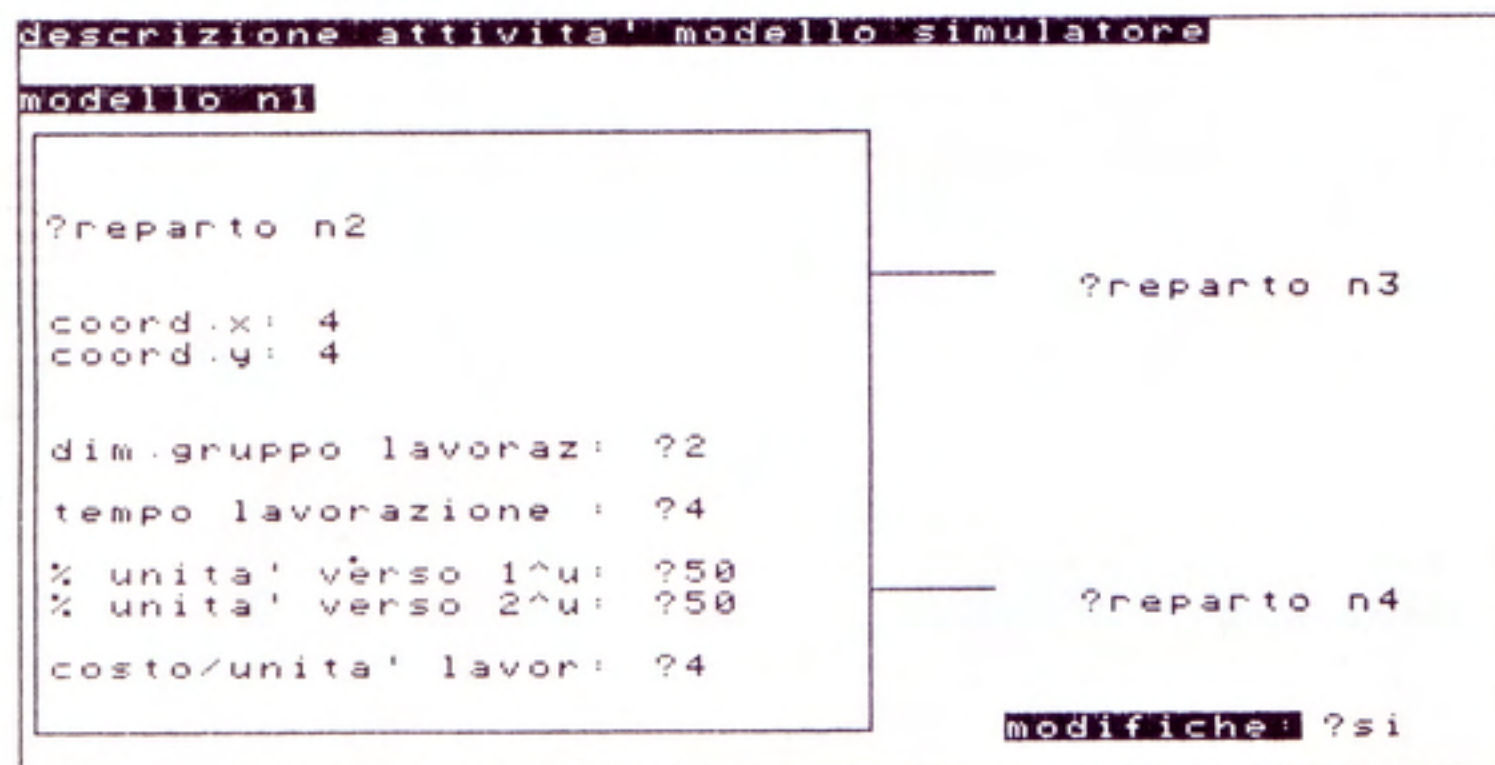 descrizione attivita' modello simulatore
modello n1
?reparto n2
?reparto n3
coord.x: 4
coord.y: 4
dim.gruppo lavoraz: ?2
tempo lavorazione : ?4
% unita' verso 1^u: ?50
% unita' verso 2^u: ?50
?reparto n4
costo/unita' lavor: ?4
modifiche: ?si